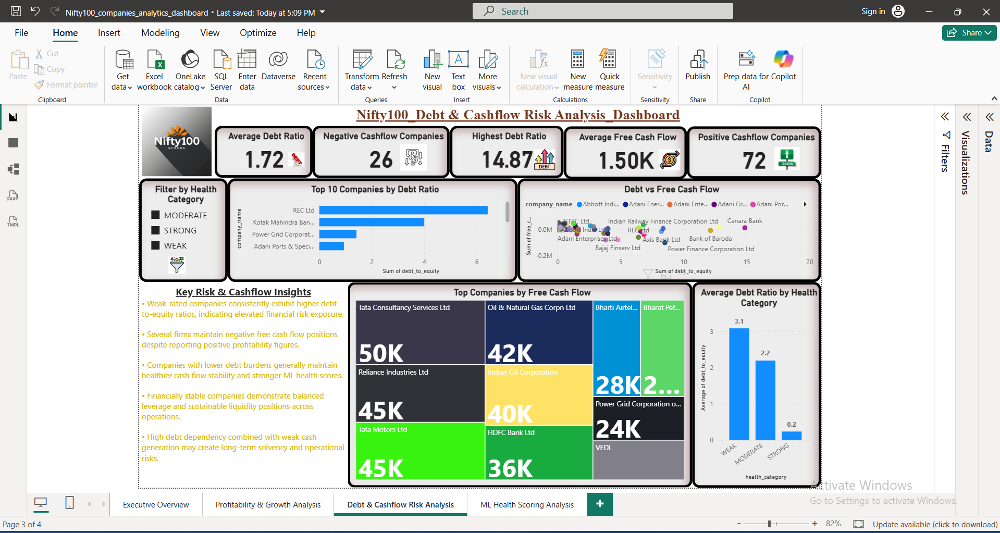 Nifty100_companies_analytics_dashboard • Last saved: Today at 5:09 PM
Search
Sign in
File Home Insert Modeling View Optimize Help
Share
Paste
Cut
Copy
Format painter
Clipboard
Get data
Excel workbook
OneLake catalog
SQL Server
Enter data
Dataverse
Recent sources
Data
Transform data
Refresh
Queries
New visual
Text box
More visuals
Insert
New visual calculation
New measure
Quick measure
Calculations
Sensitivity
Sensitivity
Publish
Share
Prep data for AI
Copilot
Copilot
DAX
TMDL
Filters
Visualizations
Data
Nifty100
STOCKS
Nifty100_Debt & Cashflow Risk Analysis_Dashboard
Average Debt Ratio
1.72
DEBT
Negative Cashflow Companies
26
Highest Debt Ratio
14.87
DEBT
Average Free Cash Flow
1.50K
Positive Cashflow Companies
72
CASHFLOW
Filter by Health
Category
MODERATE
STRONG
WEAK
Top 10 Companies by Debt Ratio
company_name
REC Ltd
Kotak Mahindra Ban...
Power Grid Corporat...
Adani Ports & Speci...
0 2 4 6
Sum of debt_to_equity
Debt vs Free Cash Flow
company_name Abbott Indi... Adani Ener... Adani Ente... Adani Gr... Adani Por...
Sum of free_c...
NTPC Ltd Indian Railway Finance Corporation Ltd Canara Bank
0.0M Abbott India Ltd REC Ltd
Adani Enterprises Ltd Axis Bank Ltd Bank of Baroda
Bajaj Finserv Ltd Power Finance Corporation Ltd
-0.2M
0 5 10 15 20
Sum of debt_to_equity
Key Risk & Cashflow Insights
• Weak-rated companies consistently exhibit higher debt-
to-equity ratios, indicating elevated financial risk exposure.
• Several firms maintain negative free cash flow positions
despite reporting positive profitability figures.
• Companies with lower debt burdens generally maintain
healthier cash flow stability and stronger ML health scores.
• Financially stable companies demonstrate balanced
leverage and sustainable liquidity positions across
operations.
• High debt dependency combined with weak cash
generation may create long-term solvency and operational
risks.
Top Companies by Free Cash Flow
Tata Consultancy Services Ltd
50K
Reliance Industries Ltd
45K
Tata Motors Ltd
45K
Oil & Natural Gas Corpn Ltd
42K
Indian Oil Corporation
40K
HDFC Bank Ltd
36K
Bharti Airtel...
28K
Bharat Pet...
2...
Power Grid Corporation o...
24K
VEDL
Average Debt Ratio by Health
Category
Average of debt_to_equity
3
2
1
0
3.1
2.2
0.2
WEAK
MODERATE
STRONG
health_category
Activate Windows
Go to Settings to activate Windows.
Executive Overview
Profitability & Growth Analysis
Debt & Cashflow Risk Analysis
ML Health Scoring Analysis
+
Page 3 of 4
- + 82%
Update available (click to download)